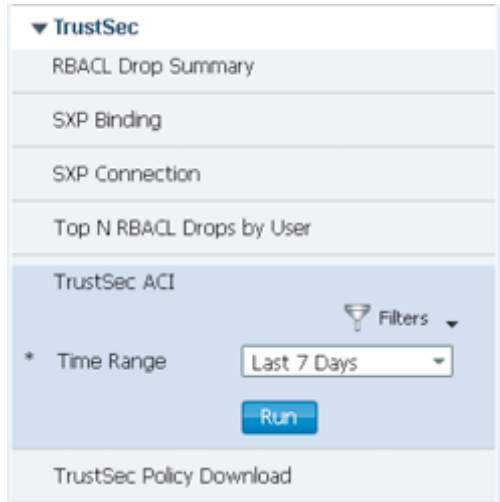 TrustSec
RBACL Drop Summary
SXP Binding
SXP Connection
Top N RBACL Drops by User
TrustSec ACI
Filters
* Time Range Last 7 Days
Run
TrustSec Policy Download